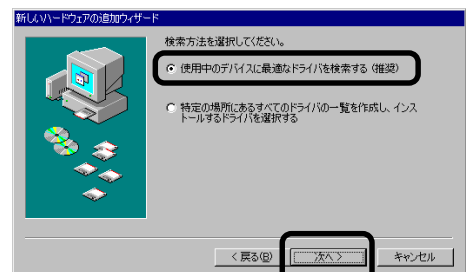 新しいハードウェアの追加ウィザード
検索方法を選択してください。
使用中のデバイスに最適なドライバを検索する (推奨)
特定の場所にあるすべてのドライバの一覧を作成し、インス
トールするドライバを選択する
< 戻る(B)
次へ >
キャンセル